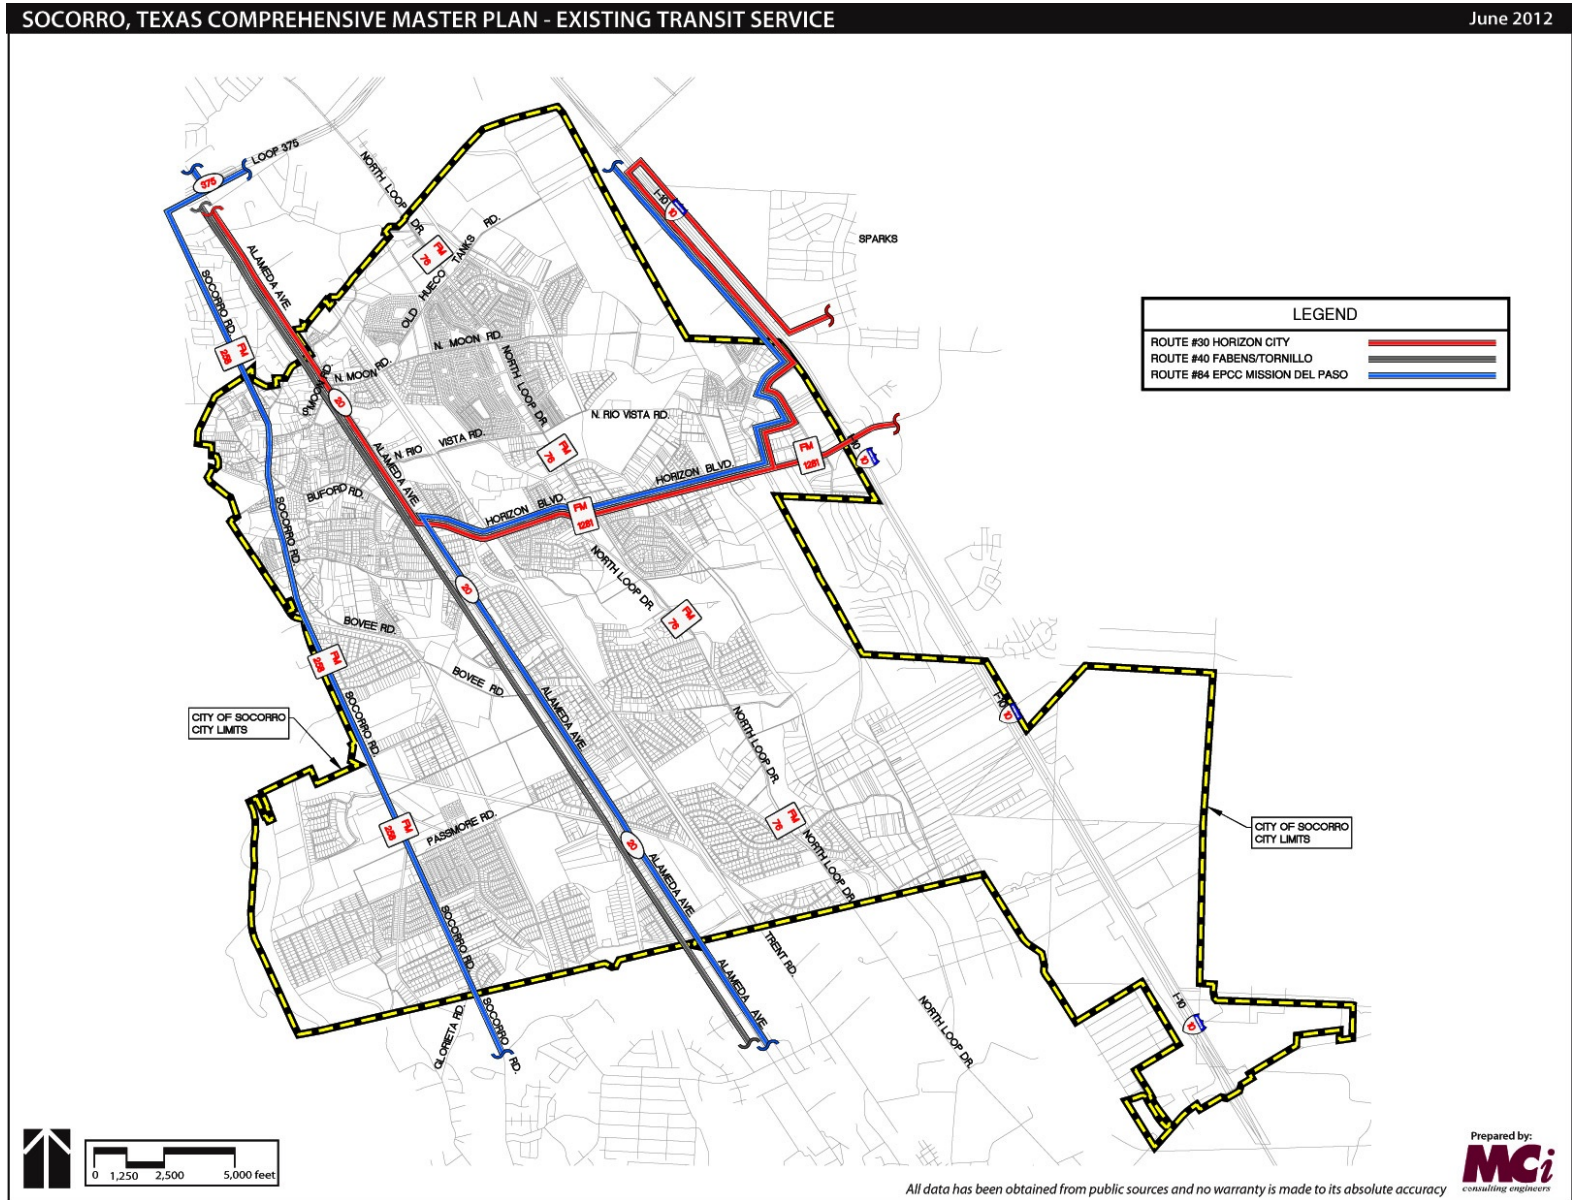 SOCORRO, TEXAS COMPREHENSIVE MASTER PLAN - EXISTING TRANSIT SERVICE
June 2012
LOOP 375
375
NORTH LOOP DR.
FM 76
OLD HUECO TANKS RD.
I-10
10
SPARKS
ALAMEDA AVE
SOCORRO RD.
FM 258
LEGEND
ROUTE #30 HORIZON CITY
ROUTE #40 FABENS/TORNILLO
ROUTE #84 EPCC MISSION DEL PASO
N. MOON RD.
N. MOON RD.
S MOON RD.
20
NORTH LOOP DR.
N. RIO VISTA RD.
N. RIO VISTA RD.
FM 76
ALAMEDA AVE
FM 1281
I-10
10
HORIZON BLVD.
HORIZON BLVD.
FM 1281
BUFORD RD.
SOCORRO RD.
NORTH LOOP DR.
20
FM 76
BOVEE RD.
FM 258
BOVEE RD
SOCORRO RD.
ALAMEDA AVE.
NORTH LOOP DR.
I-10
10
CITY OF SOCORRO
CITY LIMITS
FM 76
FM 258
PASSMORE RD.
20
NORTH LOOP DR.
CITY OF SOCORRO
CITY LIMITS
ALAMEDA AVE.
SOCORRO RD.
TRENT RD.
ALAMEDA AVE
SOCORRO RD.
GLORIETA RD.
NORTH LOOP DR.
I-10
10
0 1,250 2,500 5,000 feet
Prepared by:
MCi
consulting engineers
All data has been obtained from public sources and no warranty is made to its absolute accuracy